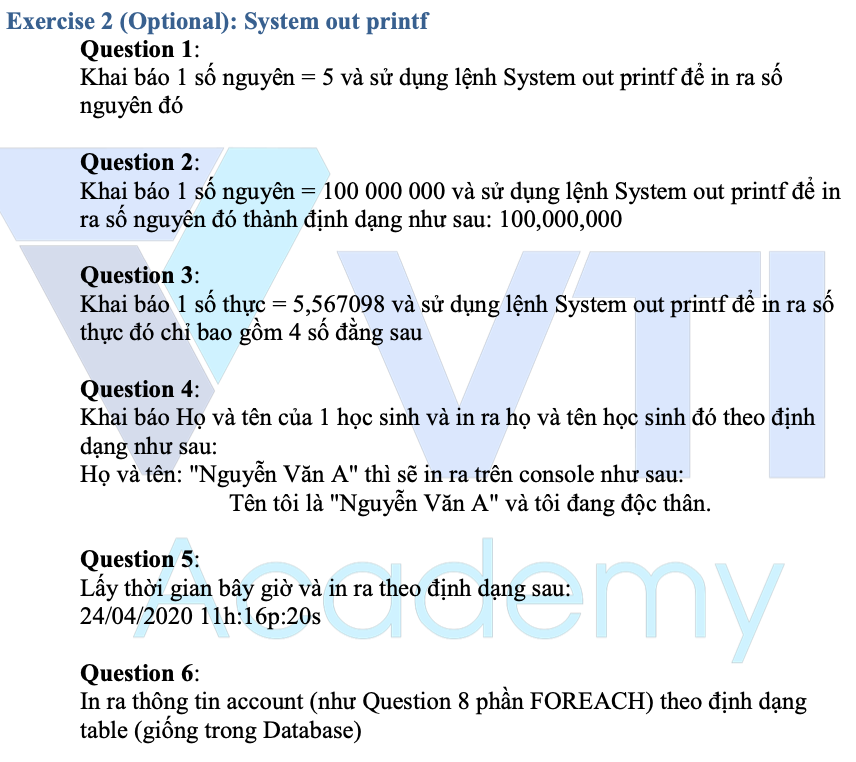 Exercise 2 (Optional): System out printf
Question 1:
Khai báo 1 số nguyên = 5 và sử dụng lệnh System out printf để in ra số
nguyên đó
Question 2:
Khai báo 1 số nguyên = 100 000 000 và sử dụng lệnh System out printf để in
ra số nguyên đó thành định dạng như sau: 100,000,000
Question 3:
Khai báo 1 số thực = 5,567098 và sử dụng lệnh System out printf để in ra số
thực đó chỉ bao gồm 4 số đằng sau
Question 4:
Khai báo Họ và tên của 1 học sinh và in ra họ và tên học sinh đó theo định
dạng như sau:
Họ và tên: "Nguyễn Văn A" thì sẽ in ra trên console như sau:
Tên tôi là "Nguyễn Văn A" và tôi đang độc thân.
Question 5:
Lấy thời gian bây giờ và in ra theo định dạng sau:
24/04/2020 11h:16p:20s
Question 6:
In ra thông tin account (như Question 8 phần FOREACH) theo định dạng
table (giống trong Database)
VTI
Academy